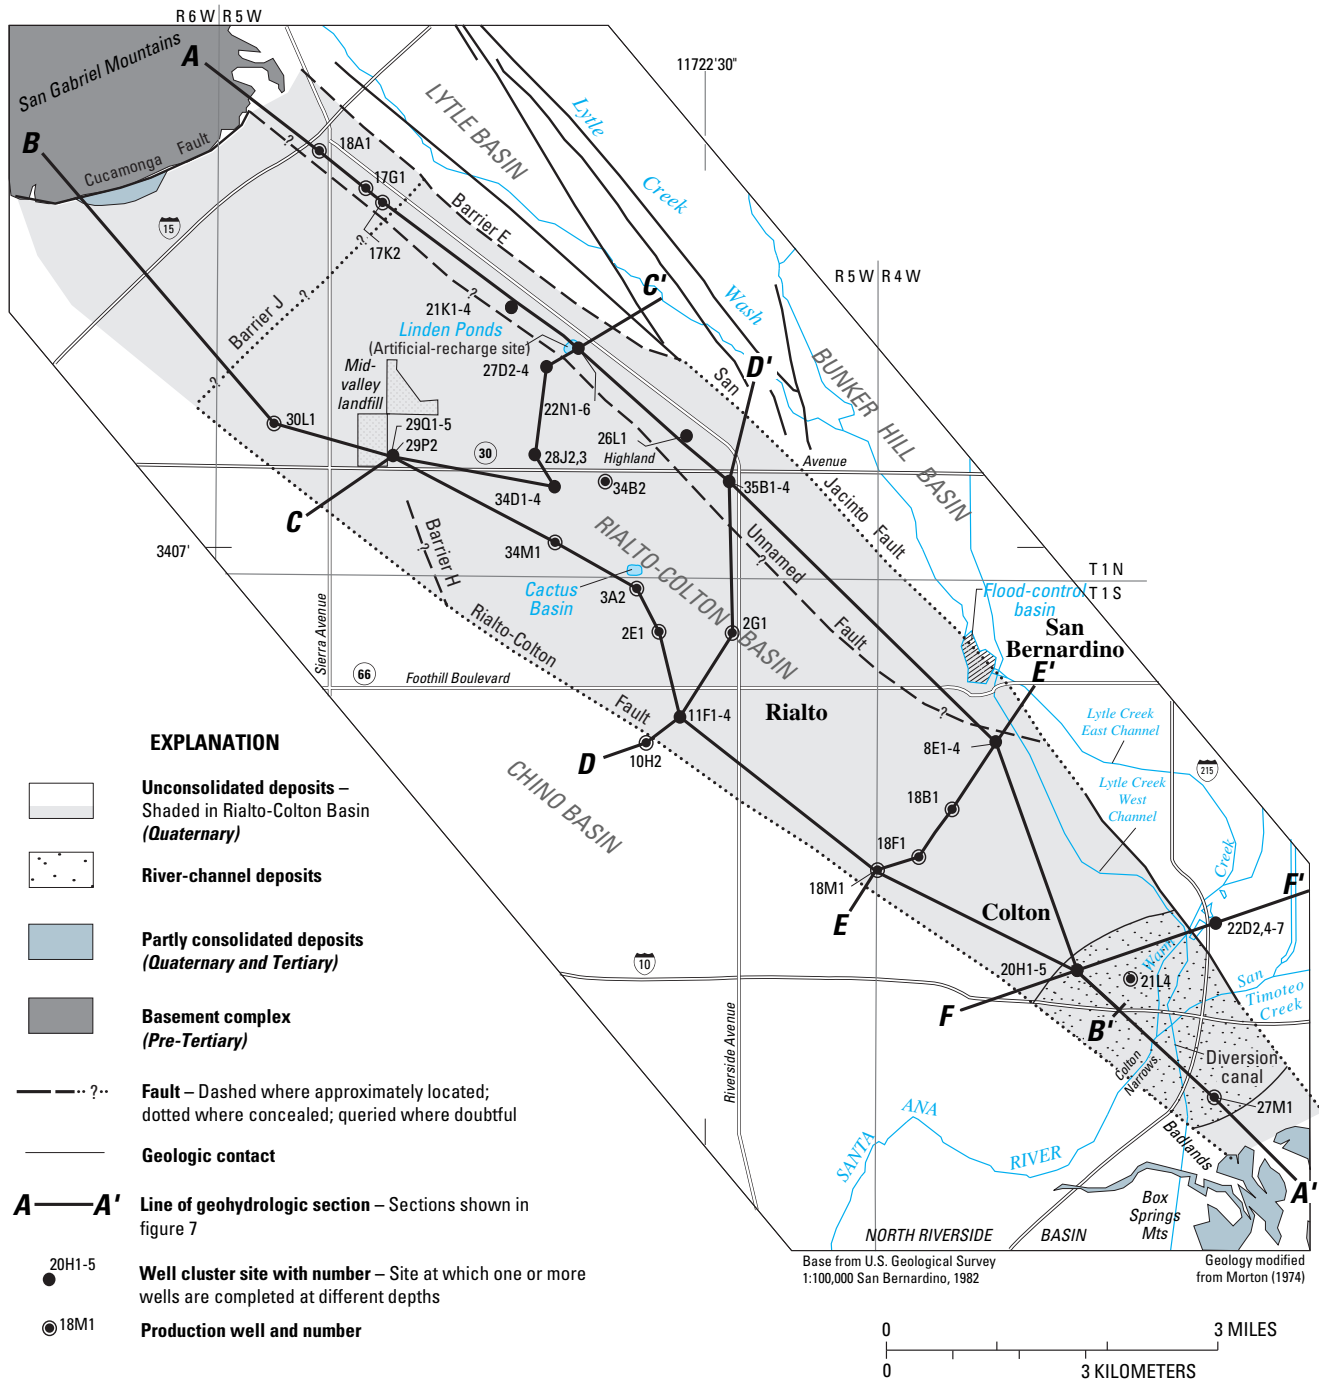 R 6 W R 5 W
San Gabriel Mountains
A
B
Cucamonga Fault
15
18A1
17G1
17K2
LYTLE BASIN
Lytle
Creek
Wash
11722'30"
Barrier E
Barrier J
?
?
?
?
?
C'
21K1-4
Linden Ponds
(Artificial-recharge site)
27D2-4
22N1-6
Mid-
valley
landfill
30L1
29Q1-5
29P2
30
28J2,3
26L1
Highland
Avenue
34D1-4
34B2
35B1-4
D'
San
Jacinto Fault
BUNKER HILL BASIN
R 5 W R 4 W
C
Barrier H
?
3407'
34M1
RIALTO-COLTON BASIN
Unnamed
?
Fault
?
T 1 N
T 1 S
Cactus
Basin
3A2
2E1
2G1
Flood-control
basin
San
Bernardino
E'
Sierra Avenue
Rialto-Colton
Fault
66
Foothill Boulevard
11F1-4
Rialto
D
10H2
8E1-4
Lytle Creek
East Channel
215
Lytle Creek
West
Channel
CHINO BASIN
18B1
18F1
18M1
E
Colton
Creek
Warm
F'
22D2,4-7
20H1-5
21L4
San
Timoteo
Creek
10
F
B'
Riverside Avenue
Colton
Narrows
Diversion
canal
27M1
SANTA
ANA
RIVER
Badlands
A'
Box
Springs
Mts
NORTH RIVERSIDE BASIN
Base from U.S. Geological Survey
1:100,000 San Bernardino, 1982
Geology modified
from Morton (1974)
EXPLANATION
Unconsolidated deposits –
Shaded in Rialto-Colton Basin
(Quaternary)
River-channel deposits
Partly consolidated deposits
(Quaternary and Tertiary)
Basement complex
(Pre-Tertiary)
? Fault – Dashed where approximately located;
dotted where concealed; queried where doubtful
Geologic contact
A A' Line of geohydrologic section – Sections shown in
figure 7
20H1-5
Well cluster site with number – Site at which one or more
wells are completed at different depths
18M1
Production well and number
0 3 MILES
0 3 KILOMETERS